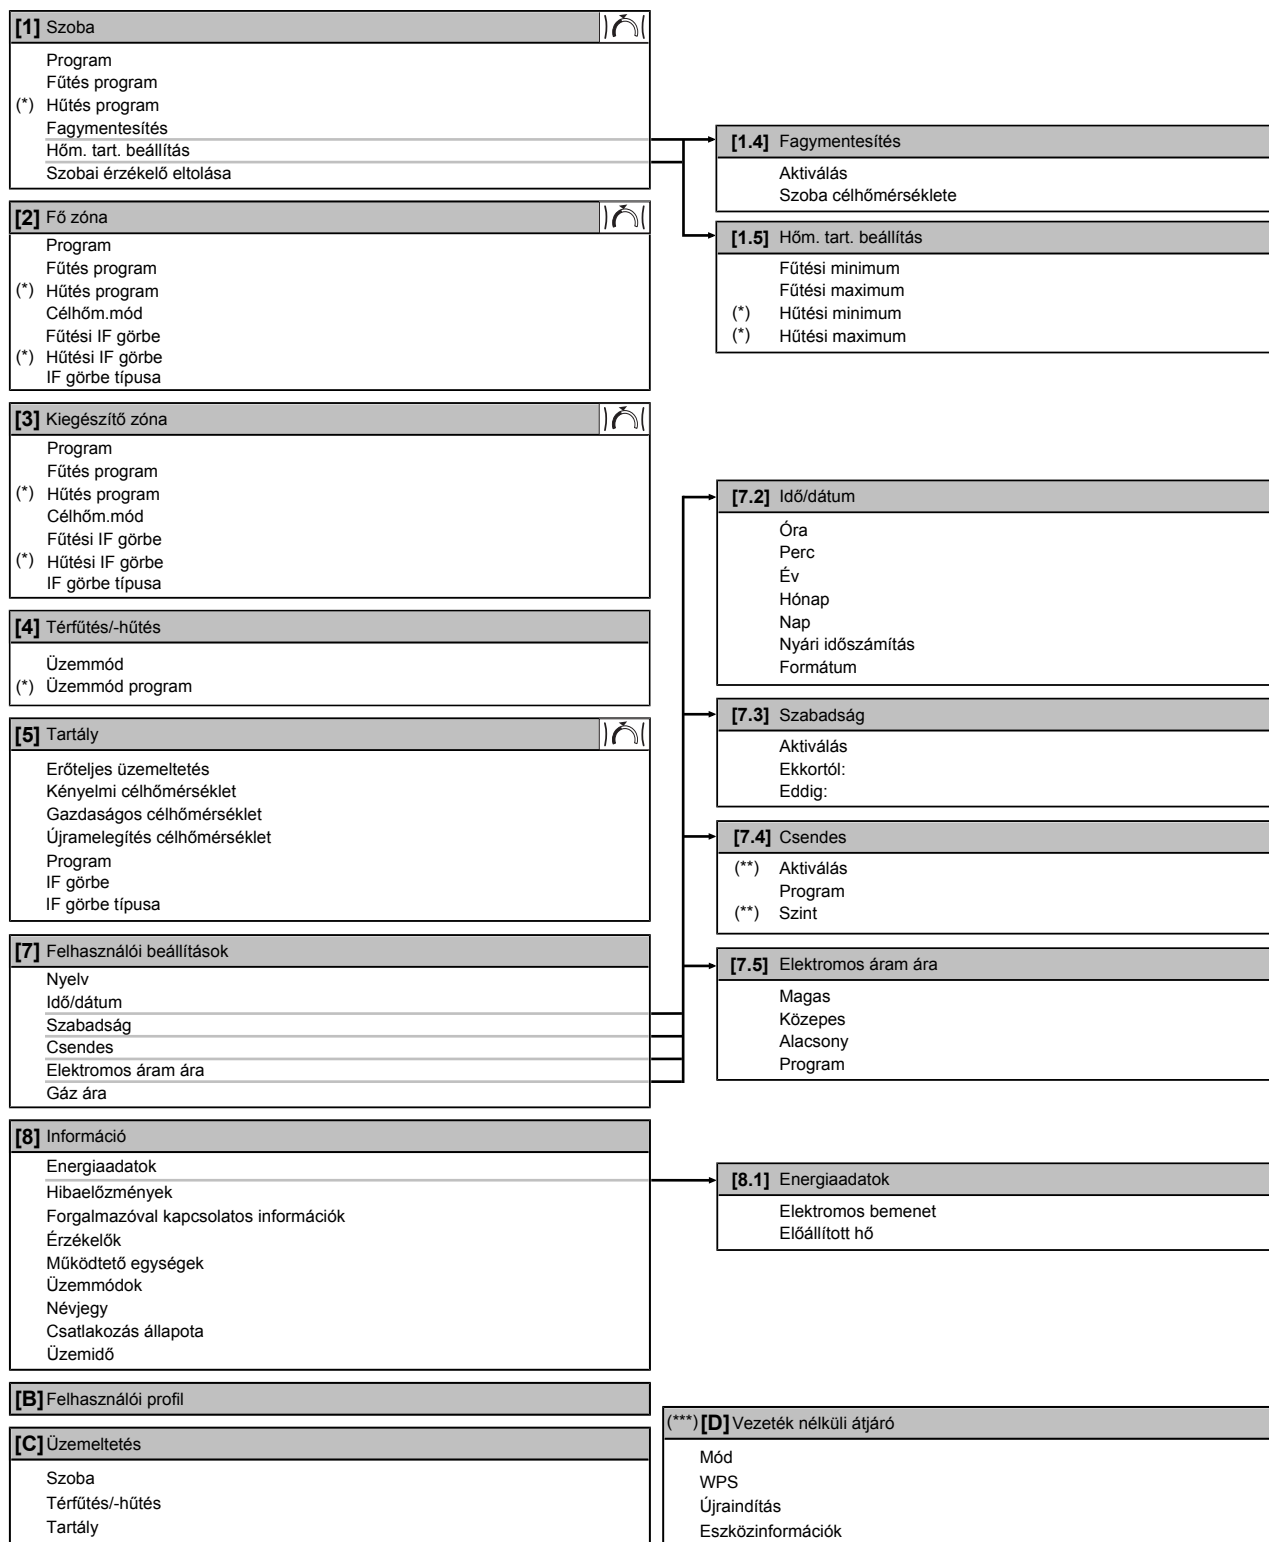 [1] Szoba
Program
Fűtés program
(*) Hűtés program
Fagymentesítés
Hőm. tart. beállítás
Szobai érzékelő eltolása
[1.4] Fagymentesítés
Aktiválás
Szoba célhőmérséklete
[1.5] Hőm. tart. beállítás
Fűtési minimum
Fűtési maximum
(*) Hűtési minimum
(*) Hűtési maximum
[2] Fő zóna
Program
Fűtés program
(*) Hűtés program
Célhőm.mód
Fűtési IF görbe
(*) Hűtési IF görbe
IF görbe típusa
[3] Kiegészítő zóna
Program
Fűtés program
(*) Hűtés program
Célhőm.mód
Fűtési IF görbe
(*) Hűtési IF görbe
IF görbe típusa
[4] Térfűtés/-hűtés
Üzemmód
(*) Üzemmód program
[5] Tartály
Erőteljes üzemeltetés
Kényelmi célhőmérséklet
Gazdaságos célhőmérséklet
Újramelegítés célhőmérséklet
Program
IF görbe
IF görbe típusa
[7] Felhasználói beállítások
Nyelv
Idő/dátum
Szabadság
Csendes
Elektromos áram ára
Gáz ára
[7.2] Idő/dátum
Óra
Perc
Év
Hónap
Nap
Nyári időszámítás
Formátum
[7.3] Szabadság
Aktiválás
Ekkortól:
Eddig:
[7.4] Csendes
(**) Aktiválás
Program
(**) Szint
[7.5] Elektromos áram ára
Magas
Közepes
Alacsony
Program
[8] Információ
Energiaadatok
Hibaelőzmények
Forgalmazóval kapcsolatos információk
Érzékelők
Működtető egységek
Üzemmódok
Névjegy
Csatlakozás állapota
Üzemidő
[8.1] Energiaadatok
Elektromos bemenet
Előállított hő
[B] Felhasználói profil
[C] Üzemeltetés
Szoba
Térfűtés/-hűtés
Tartály
(***) [D] Vezeték nélküli átjáró
Mód
WPS
Újraindítás
Eszközinformációk